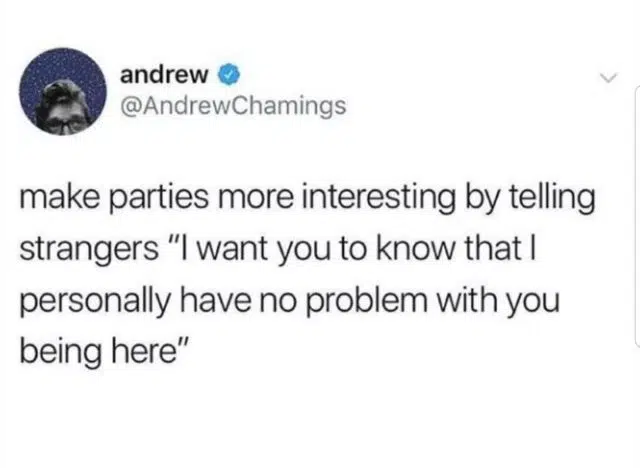 andrew
@AndrewChamings
make parties more interesting by telling
strangers "I want you to know that I
personally have no problem with you
being here"